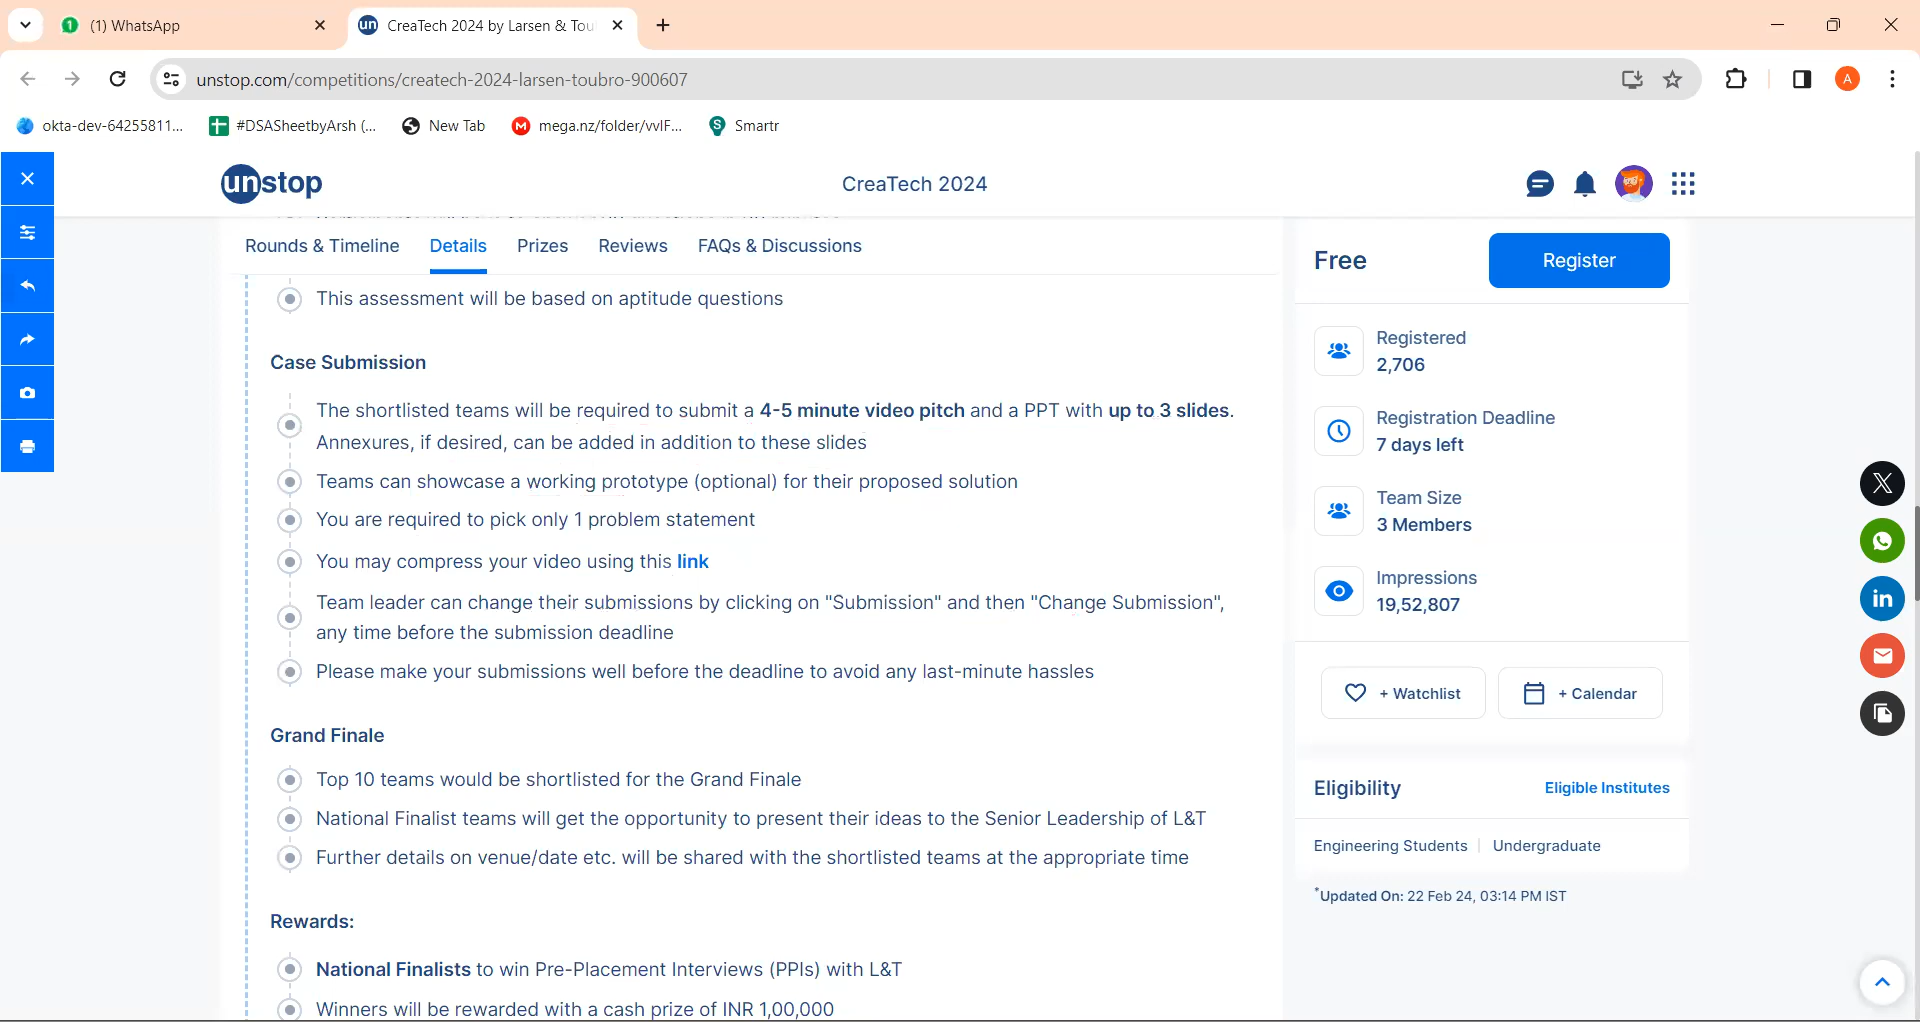 (1) WhatsApp
CreaTech 2024 by Larsen & Tou
unstop.com/competitions/createch-2024-larsen-toubro-900607
A
okta-dev-64255811...
#DSASheetbyArsh (...
New Tab
mega.nz/folder/vvlF...
Smartr
unstop
CreaTech 2024
Rounds & Timeline
Details
Prizes
Reviews
FAQs & Discussions
This assessment will be based on aptitude questions
Case Submission
The shortlisted teams will be required to submit a 4-5 minute video pitch and a PPT with up to 3 slides.
Annexures, if desired, can be added in addition to these slides
Teams can showcase a working prototype (optional) for their proposed solution
You are required to pick only 1 problem statement
You may compress your video using this link
Team leader can change their submissions by clicking on "Submission" and then "Change Submission",
any time before the submission deadline
Please make your submissions well before the deadline to avoid any last-minute hassles
Grand Finale
Top 10 teams would be shortlisted for the Grand Finale
National Finalist teams will get the opportunity to present their ideas to the Senior Leadership of L&T
Further details on venue/date etc. will be shared with the shortlisted teams at the appropriate time
Rewards:
National Finalists to win Pre-Placement Interviews (PPIs) with L&T
Winners will be rewarded with a cash prize of INR 1,00,000
Free
Register
Registered
2,706
Registration Deadline
7 days left
Team Size
3 Members
Impressions
19,52,807
+ Watchlist
+ Calendar
Eligibility
Eligible Institutes
Engineering Students | Undergraduate
*Updated On: 22 Feb 24, 03:14 PM IST